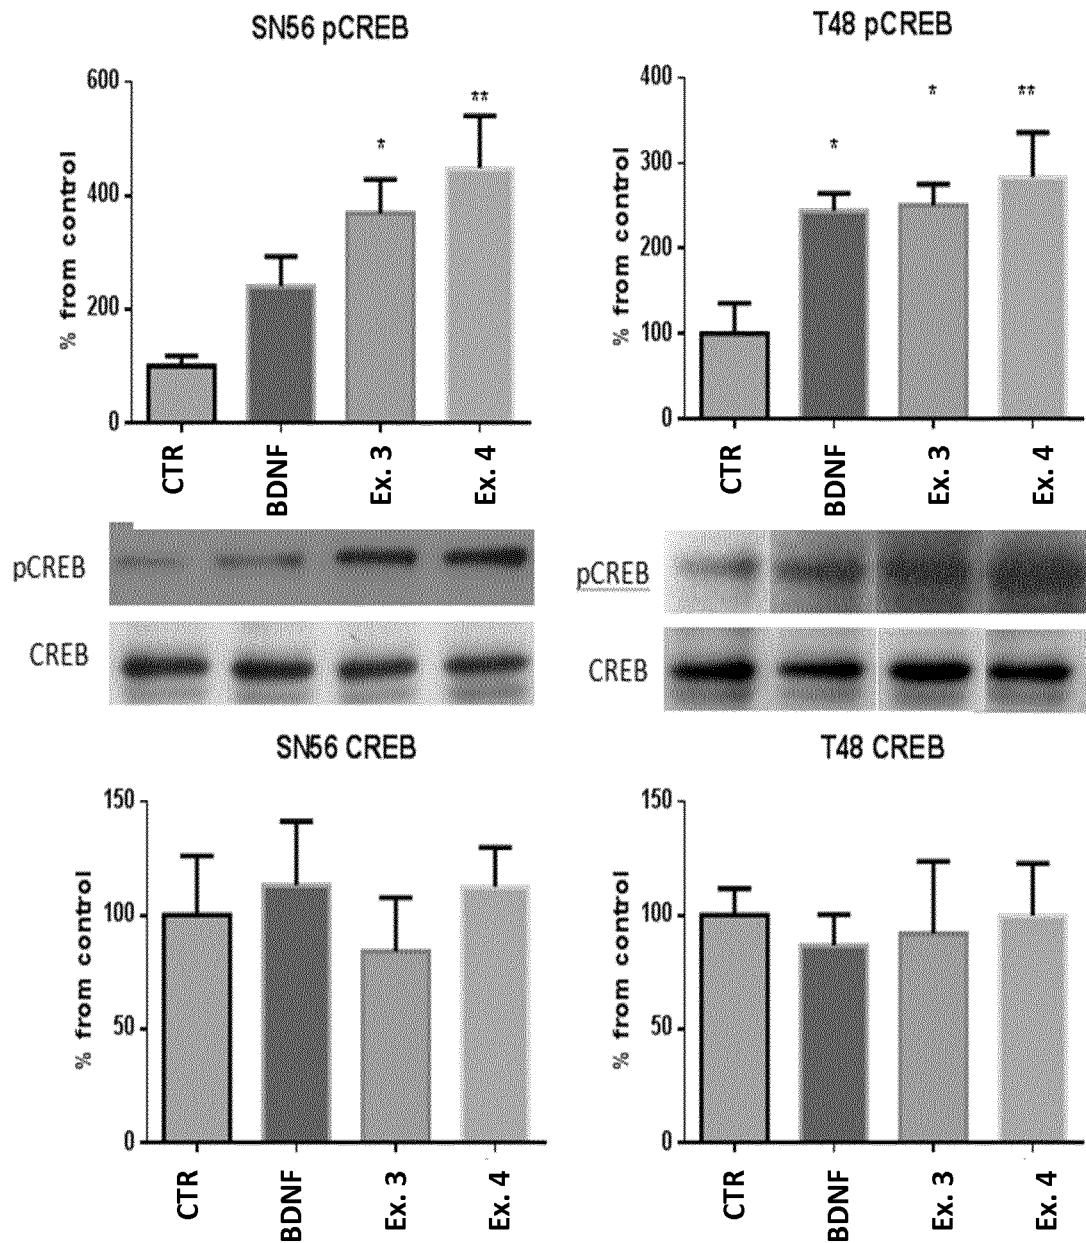 SN56 pCREB
% from control
600
400
200
0
*
**
CTR
BDNF
Ex. 3
Ex. 4
T48 pCREB
% from control
400
300
200
100
0
*
*
**
CTR
BDNF
Ex. 3
Ex. 4
pCREB
CREB
pCREB
CREB
SN56 CREB
% from control
150
100
50
0
CTR
BDNF
Ex. 3
Ex. 4
T48 CREB
% from control
150
100
50
0
CTR
BDNF
Ex. 3
Ex. 4